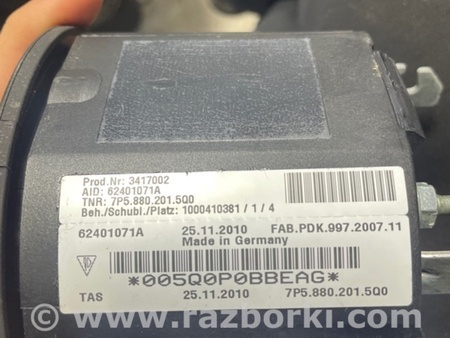 Prod.Nr: 3417002
AID: 62401071A
TNR: 7P5.880.201.5Q0
Beh./Schubl./Platz: 1000410381 / 1 / 4
62401071A 25.11.2010 FAB.PDK.997.2007.11
Made in Germany
*005Q0P0BBEAG*
TAS 25.11.2010 7P5.880.201.5Q0
www.razborki.com